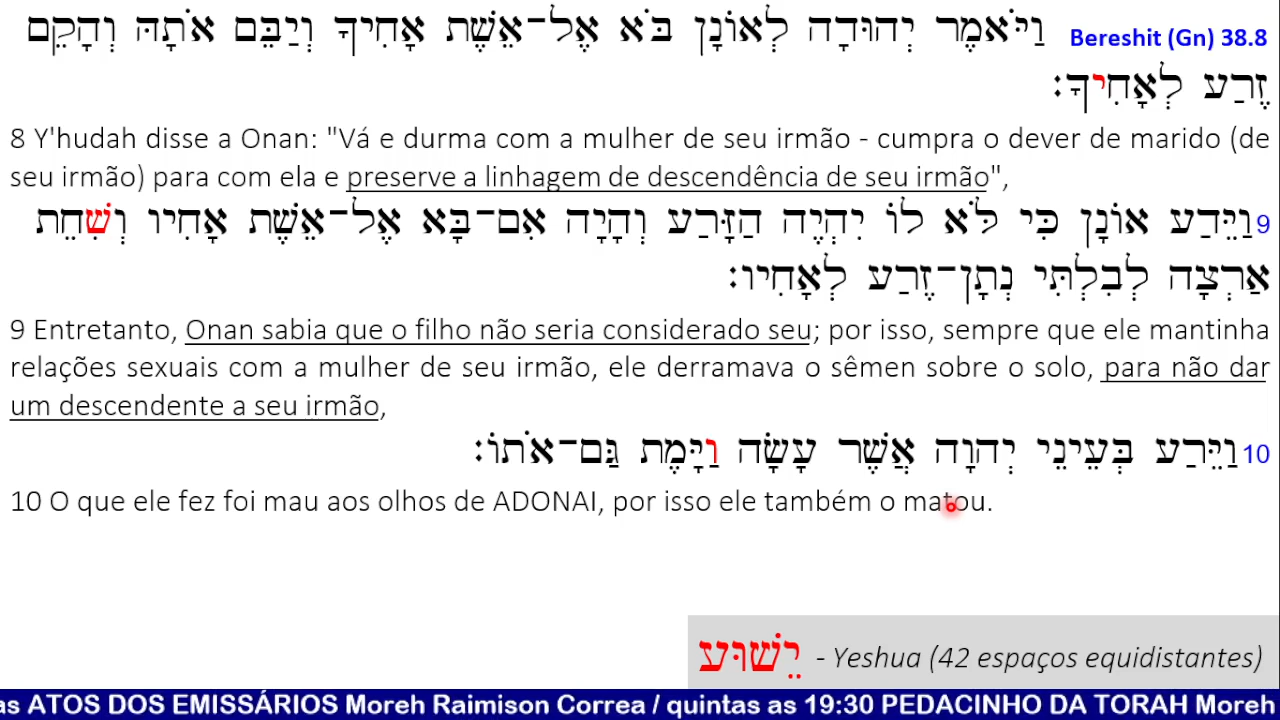 Bereshit (Gn) 38.8 וַיֹּאמֶר יְהוּדָה לְאוֹנָן בֹּא אֶל־אֵשֶׁת אָחִיךָ וְיַבֵּם אֹתָהּ וְהָקֵם
זֶרַע לְאָחִיךָ׃
8 Y'hudah disse a Onan: "Vá e durma com a mulher de seu irmão - cumpra o dever de marido (de
seu irmão) para com ela e preserve a linhagem de descendência de seu irmão",
9 וַיֵּדַע אוֹנָן כִּי לֹּא לוֹ יִהְיֶה הַזָּרַע וְהָיָה אִם־בָּא אֶל־אֵשֶׁת אָחִיו וְשִׁחֵת
אַרְצָה לְבִלְתִּי נְתָן־זֶרַע לְאָחִיו׃
9 Entretanto, Onan sabia que o filho não seria considerado seu; por isso, sempre que ele mantinha
relações sexuais com a mulher de seu irmão, ele derramava o sêmen sobre o solo, para não dar
um descendente a seu irmão,
10 וַיֵּרַע בְּעֵינֵי יְהוָה אֲשֶׁר עָשָׂה וַיָּמֶת גַּם־אֹתוֹ׃
10 O que ele fez foi mau aos olhos de ADONAI, por isso ele também o matou.
יֵשׁוּעַ - Yeshua (42 espaços equidistantes)
as ATOS DOS EMISSÁRIOS Moreh Raimison Correa / quintas as 19:30 PEDACINHO DA TORAH Moreh